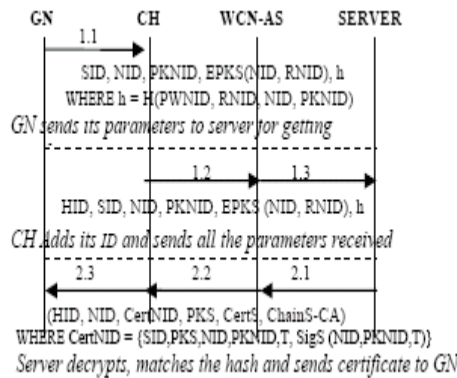 GN CH WCN-AS SERVER
1.1
SID, NID, PKNID, EPKS(NID, RNID), h
WHERE h = H(PWNID, RNID, NID, PKNID)
GN sends its parameters to server for getting
1.2 1.3
HID, SID, NID, PKNID, EPKS (NID, RNID), h
CH Adds its ID and sends all the parameters received
2.3 2.2 2.1
(HID, NID, CertNID, PKS, CertS, ChainS-CA)
WHERE CertNID = {SID,PKS,NID,PKNID,T, SigS (NID,PKNID,T)}
Server decrypts, matches the hash and sends certificate to GN